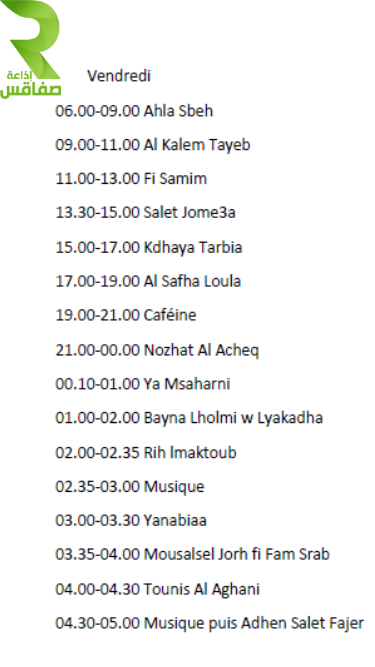 إذاعة
صفاقس
Vendredi
06.00-09.00 Ahla Sbeh
09.00-11.00 Al Kalem Tayeb
11.00-13.00 Fi Samim
13.30-15.00 Salet Jome3a
15.00-17.00 Kdhaya Tarbia
17.00-19.00 Al Safha Loula
19.00-21.00 Caféine
21.00-00.00 Nozhat Al Acheq
00.10-01.00 Ya Msaharni
01.00-02.00 Bayna Lholmi w Lyakadha
02.00-02.35 Rih lmaktoub
02.35-03.00 Musique
03.00-03.30 Yanabiaa
03.35-04.00 Mousalsel Jorh fi Fam Srab
04.00-04.30 Tounis Al Aghani
04.30-05.00 Musique puis Adhen Salet Fajer